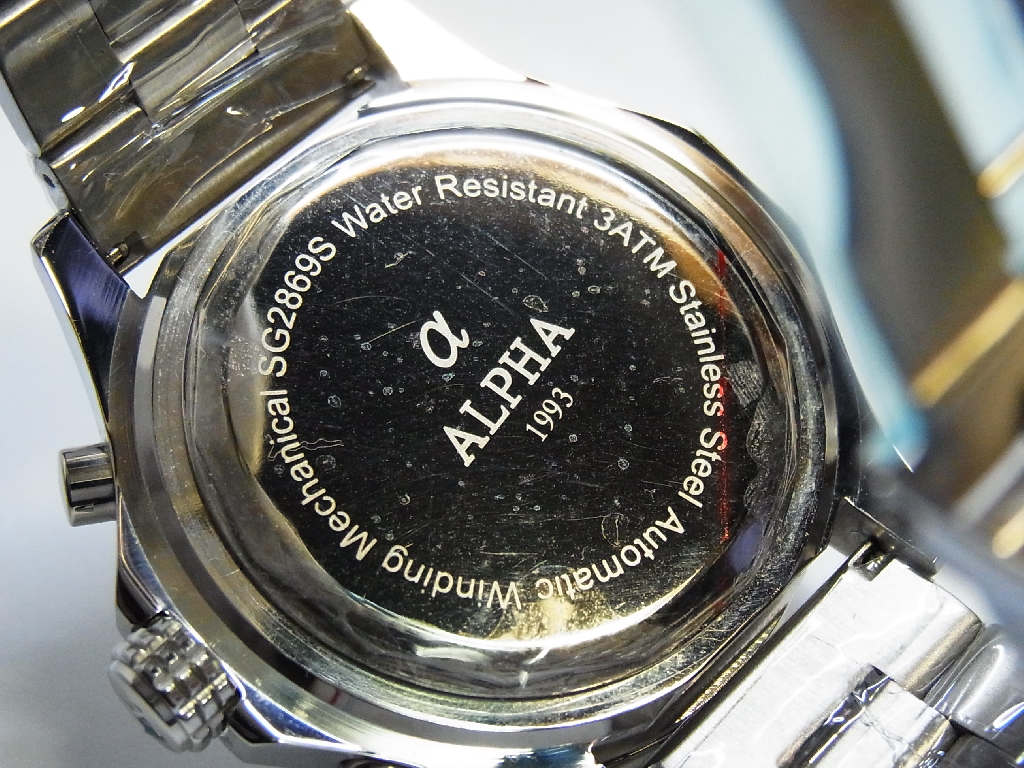 α
ALPHA
1993
Water Resistant 3ATM Stainless Steel Automatic Winding Mechanical SG2869S